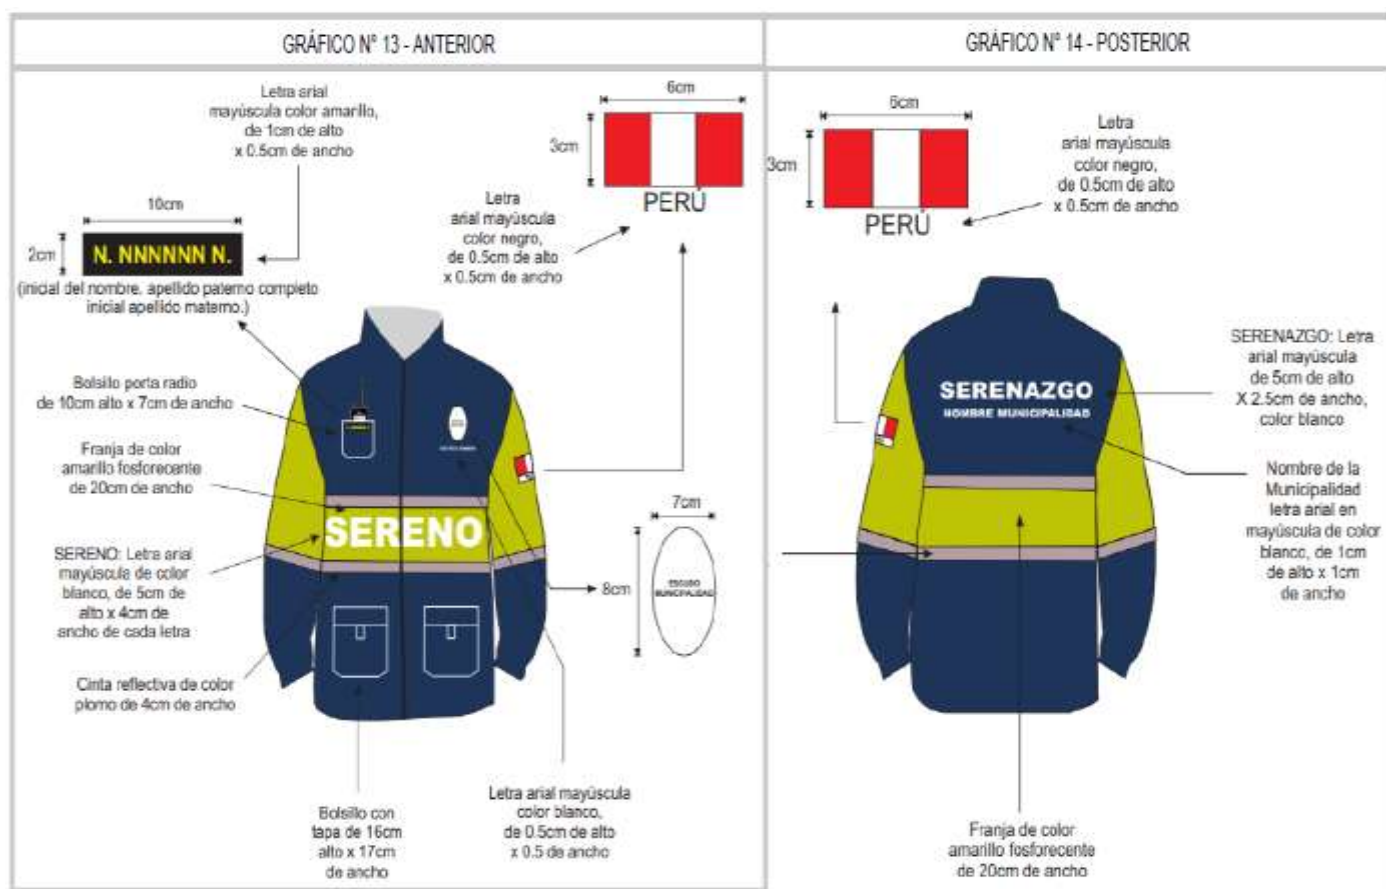 GRÁFICO N° 13 - ANTERIOR
Letra arial
mayúscula color amarillo,
de 1cm de alto
x 0.5cm de ancho
10cm
2cm
N. NNNNNN N.
(inicial del nombre, apellido paterno completo
inicial apellido materno.)
6cm
3cm
PERÚ
Letra
arial mayúscula
color negro,
de 0.5cm de alto
x 0.5cm de ancho
Bolsillo porta radio
de 10cm alto x 7cm de ancho
Franja de color
amarillo fosforecente
de 20cm de ancho
SERENO
SERENO: Letra arial
mayúscula de color
blanco, de 5cm de
alto x 4cm de
ancho de cada letra
Cinta reflectiva de color
plomo de 4cm de ancho
7cm
8cm
ESCUDO
MUNICIPALIDAD
Bolsillo con
tapa de 16cm
alto x 17cm
de ancho
Letra arial mayúscula
color blanco,
de 0.5cm de alto
x 0.5 de ancho
GRÁFICO N° 14 - POSTERIOR
6cm
3cm
PERÚ
Letra
arial mayúscula
color negro,
de 0.5cm de alto
x 0.5cm de ancho
SERENAZGO
NOMBRE MUNICIPALIDAD
SERENAZGO: Letra
arial mayúscula
de 5cm de alto
X 2.5cm de ancho,
color blanco
Nombre de la
Municipalidad
letra arial en
mayúscula de color
blanco, de 1cm
de alto x 1cm
de ancho
Franja de color
amarillo fosforecente
de 20cm de ancho